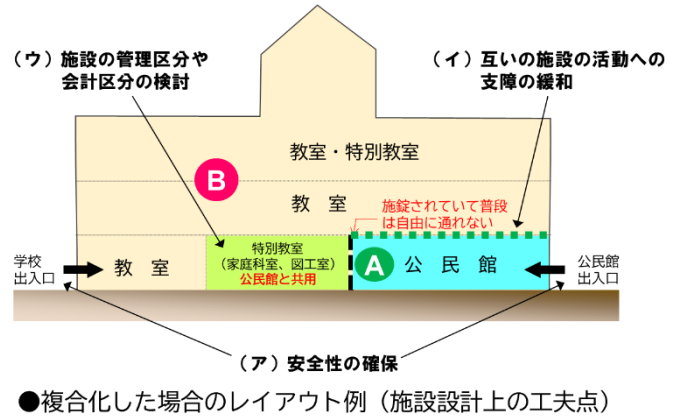 (ウ)施設の管理区分や
会計区分の検討
(イ)互いの施設の活動への
支障の緩和
教室・特別教室
B
教 室
施錠されていて普段
は自由に通れない
学校
出入口
教 室
特別教室
(家庭科室、図工室)
公民館と共用
A
公 民 館
公民館
出入口
(ア)安全性の確保
●複合化した場合のレイアウト例(施設設計上の工夫点)